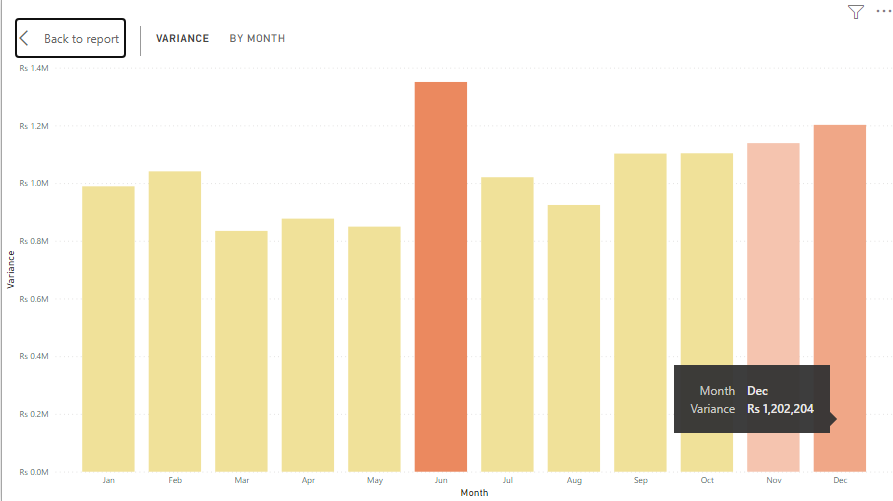 Back to report
VARIANCE BY MONTH
Rs 1.4M
Rs 1.2M
Rs 1.0M
Rs 0.8M
Rs 0.6M
Rs 0.4M
Rs 0.2M
Rs 0.0M
Variance
Month Dec
Variance Rs 1,202,204
Jan Feb Mar Apr May Jun Jul Aug Sep Oct Nov Dec
Month